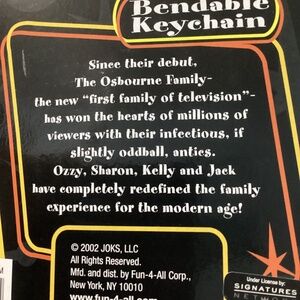 Bendable
Keychain
Since their debut,
The Osbourne Family-
the new "first family of television"-
has won the hearts of millions of
viewers with their infectious, if
slightly oddball, antics.
Ozzy, Sharon, Kelly and Jack
have completely redefined the family
experience for the modern age!
© 2002 JOKS, LLC
All Rights Reserved.
Mfd. and dist. by Fun-4-All Corp.,
New York, NY 10010
www.fun-4-all.com
Under License by:
SIGNATURES
NETWORK